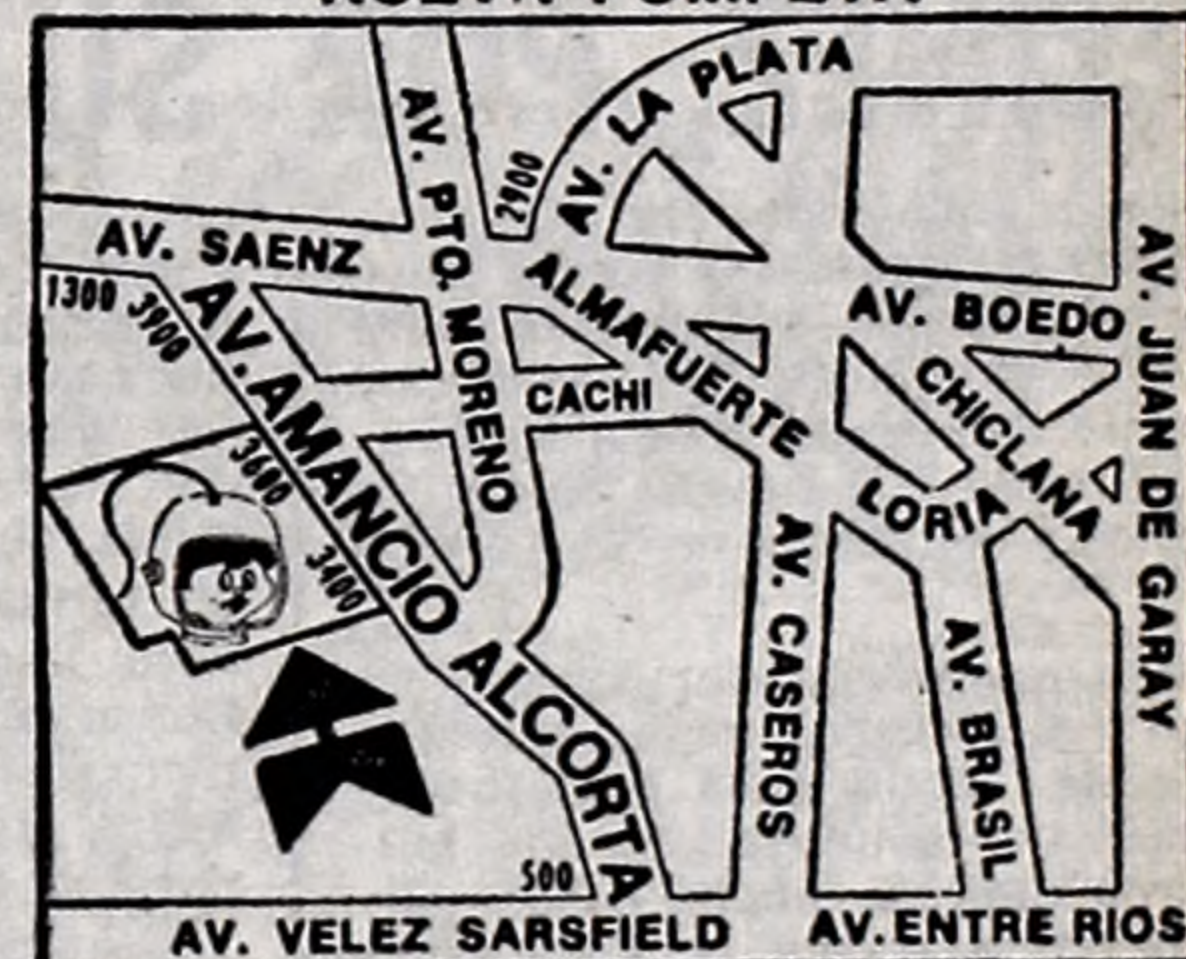 AV. LA PLATA
AV. PTO. MORENO
2900
AV. SAENZ
1300
3900
ALMAFUERTE
AV. BOEDO
AV. JUAN DE GARAY
CACHI
CHICLANA
AV. AMANCIO ALCORTA
3600
3400
LORIA
AV. CASEROS
AV. BRASIL
500
AV. VELEZ SARSFIELD
AV. ENTRE RIOS